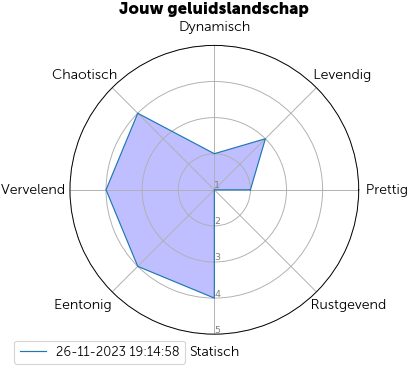 Jouw geluidslandschap
Dynamisch
Chaotisch
Levendig
Vervelend
1
Prettig
2
3
Eentonig
4
Rustgevend
5
26-11-2023 19:14:58
Statisch